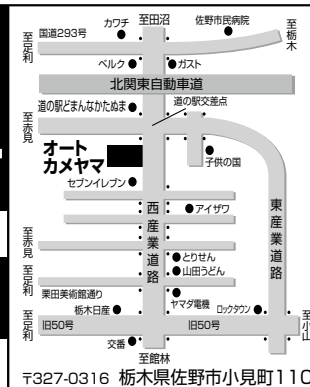 至田沼
カワチ
佐野市民病院
至栃木
至足利
国道293号
ベルク
ガスト
北関東自動車道
道の駅どまんなかたぬま
道の駅交差点
至赤見
オート
カメヤマ
子供の国
セブンイレブン
アイザワ
西産業道路
東産業道路
至赤見
とりせん
山田うどん
至足利
栗田美術館通り
ヤマダ電機
栃木日産
ロックタウン
至足利
旧50号
旧50号
至小山
交番
至館林
〒327-0316 栃木県佐野市小見町110